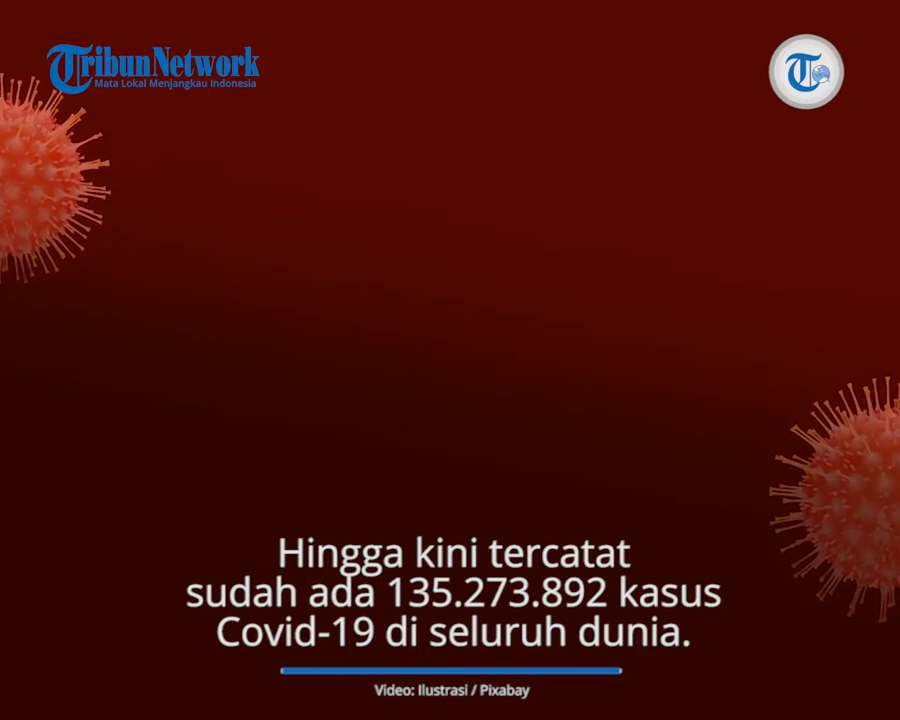 TribunNetwork
Mata Lokal Menjangkau Indonesia
T
Hingga kini tercatat
sudah ada 135.273.892 kasus
Covid-19 di seluruh dunia.
Video: Ilustrasi / Pixabay